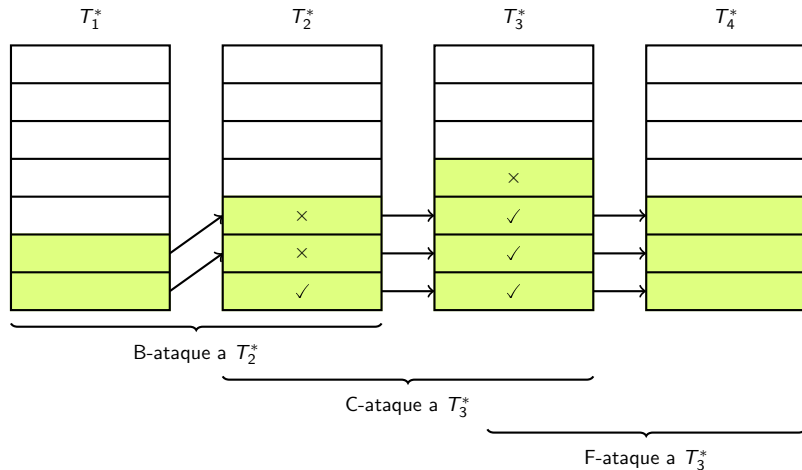 T₁* T₂* T₃* T₄*
×
× ✓
× ✓
✓ ✓
B-ataque a T₂*
C-ataque a T₃*
F-ataque a T₃*